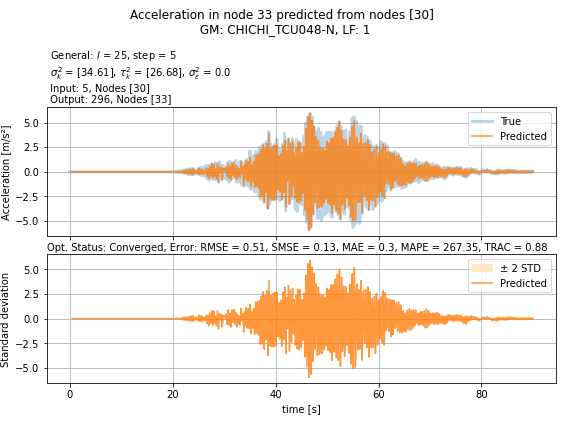 Acceleration in node 33 predicted from nodes [30]
GM: CHICHI_TCU048-N, LF: 1
General: l = 25, step = 5
σ²ₖ = [34.61], τ²ₖ = [26.68], σ²ε = 0.0
Input: 5, Nodes [30]
Output: 296, Nodes [33]
Acceleration [m/s²]
5.0
2.5
0.0
−2.5
−5.0
True
Predicted
Opt. Status: Converged, Error: RMSE = 0.51, SMSE = 0.13, MAE = 0.3, MAPE = 267.35, TRAC = 0.88
Standard deviation
5.0
2.5
0.0
−2.5
−5.0
± 2 STD
Predicted
0 20 40 60 80
time [s]